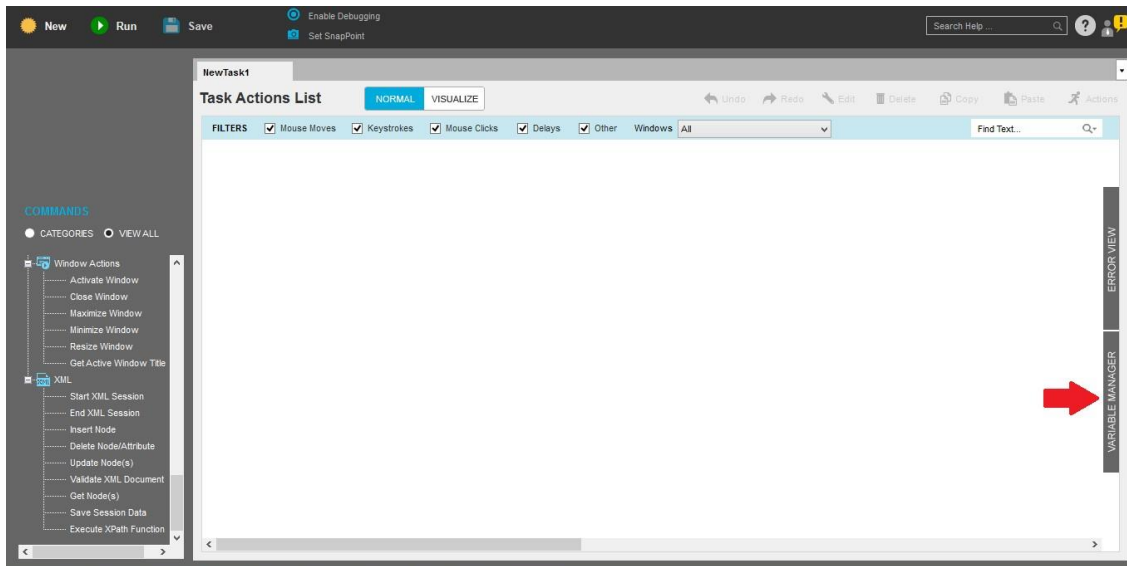 New Run Save Enable Debugging Search Help ... ?
Set SnapPoint
NewTask1
Task Actions List NORMAL VISUALIZE Undo Redo Edit Delete Copy Paste Actions
FILTERS Mouse Moves Keystrokes Mouse Clicks Delays Other Windows All Find Text...
COMMANDS
CATEGORIES VIEW ALL
Window Actions
Activate Window
Close Window
Maximize Window
Minimize Window
Resize Window
Get Active Window Title
XML
Start XML Session
End XML Session
Insert Node
Delete Node/Attribute
Update Node(s)
Validate XML Document
Get Node(s)
Save Session Data
Execute XPath Function
ERROR VIEW
VARIABLE MANAGER